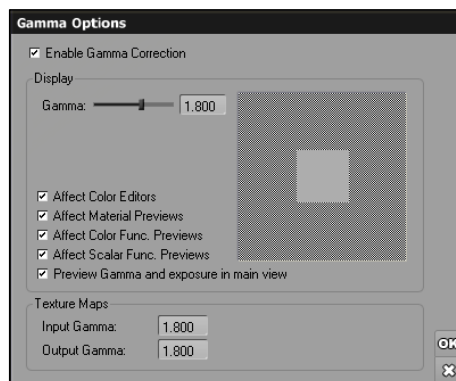 Gamma Options
Enable Gamma Correction
Display
Gamma: 1.800
Affect Color Editors
Affect Material Previews
Affect Color Func. Previews
Affect Scalar Func. Previews
Preview Gamma and exposure in main view
Texture Maps
Input Gamma: 1.800
Output Gamma: 1.800
OK